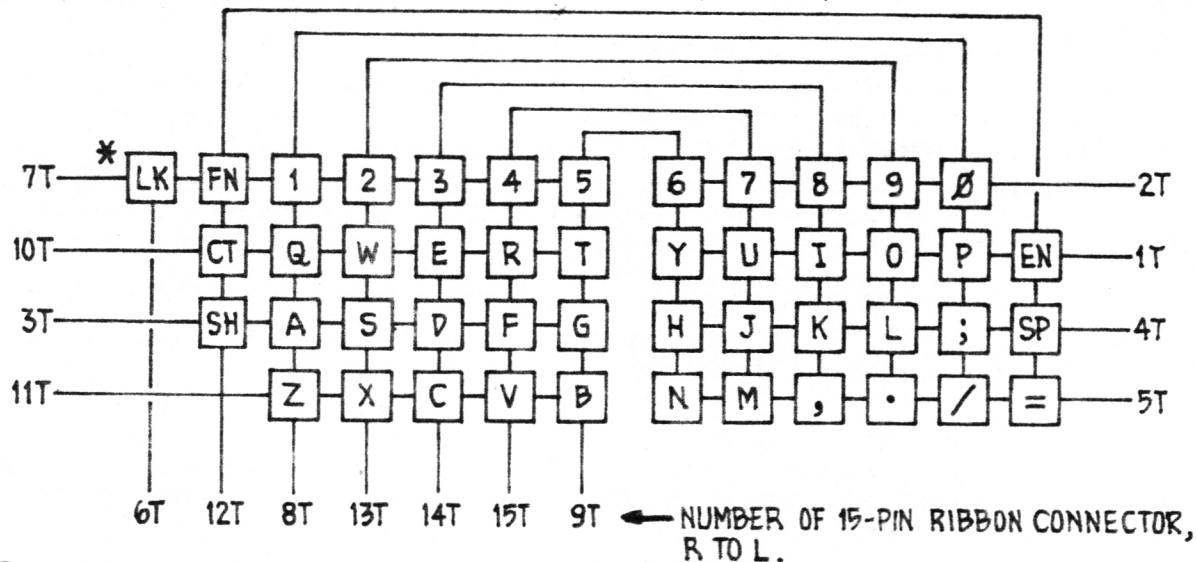 * 7T LK FN 1 2 3 4 5 6 7 8 9 Ø 2T
10T CT Q W E R T Y U I O P EN 1T
3T SH A S D F G H J K L ; SP 4T
11T Z X C V B N M , . / = 5T
6T 12T 8T 13T 14T 15T 9T ← NUMBER OF 15-PIN RIBBON CONNECTOR,
R TO L.